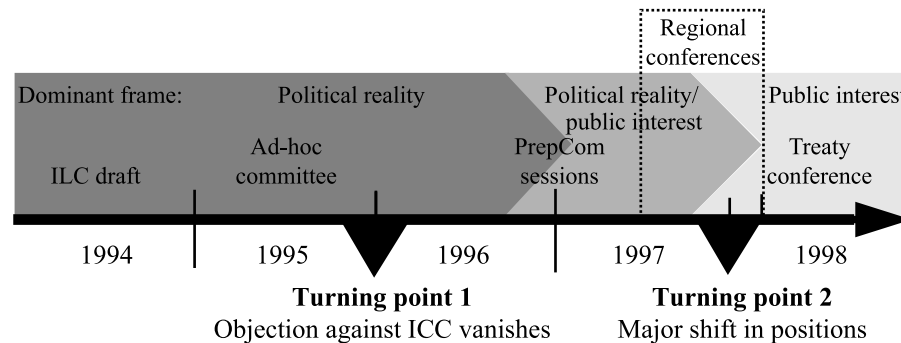 Regional
conferences
Dominant frame:
Political reality
Political reality/
public interest
Public interest
ILC draft
Ad-hoc
committee
PrepCom
sessions
Treaty
conference
1994
1995
1996
1997
1998
Turning point 1
Objection against ICC vanishes
Turning point 2
Major shift in positions